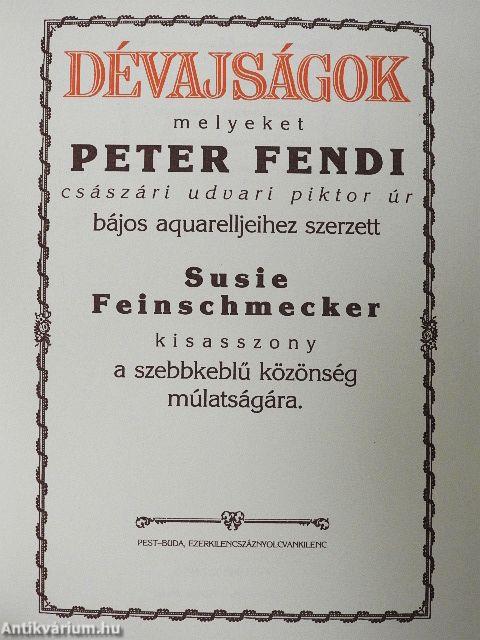 DÉVAJSÁGOK
melyeket
PETER FENDI
császári udvari piktor úr
bájos aquarelljeihez szerzett
Susie
Feinschmecker
kisasszony
a szebbkeblű közönség
múlatságára.
PEST–BUDA, EZERKILENCSZÁZNYOLCVANKILENC
Antikvárium.hu